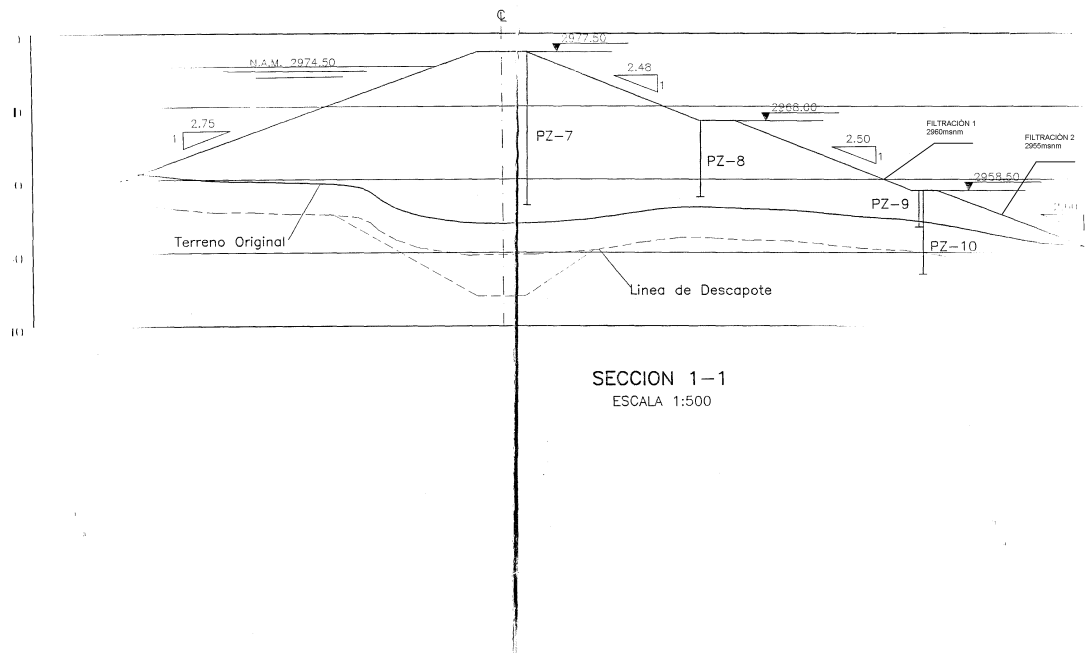 ℄
2977.50
N.A.M. 2974.50
2.48
1
2968.00
2.75
1
PZ-7
PZ-8
2.50
1
FILTRACIÓN 1
2960msnm
FILTRACIÓN 2
2955msnm
2958.50
PZ-9
PZ-10
Terreno Original
Linea de Descapote
SECCION 1-1
ESCALA 1:500